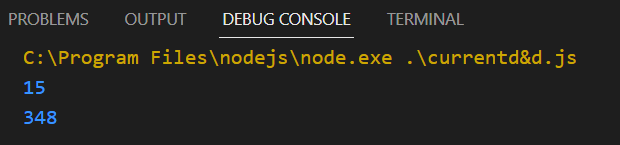 PROBLEMS OUTPUT DEBUG CONSOLE TERMINAL
C:\Program Files\nodejs\node.exe .\currentd&d.js
15
348